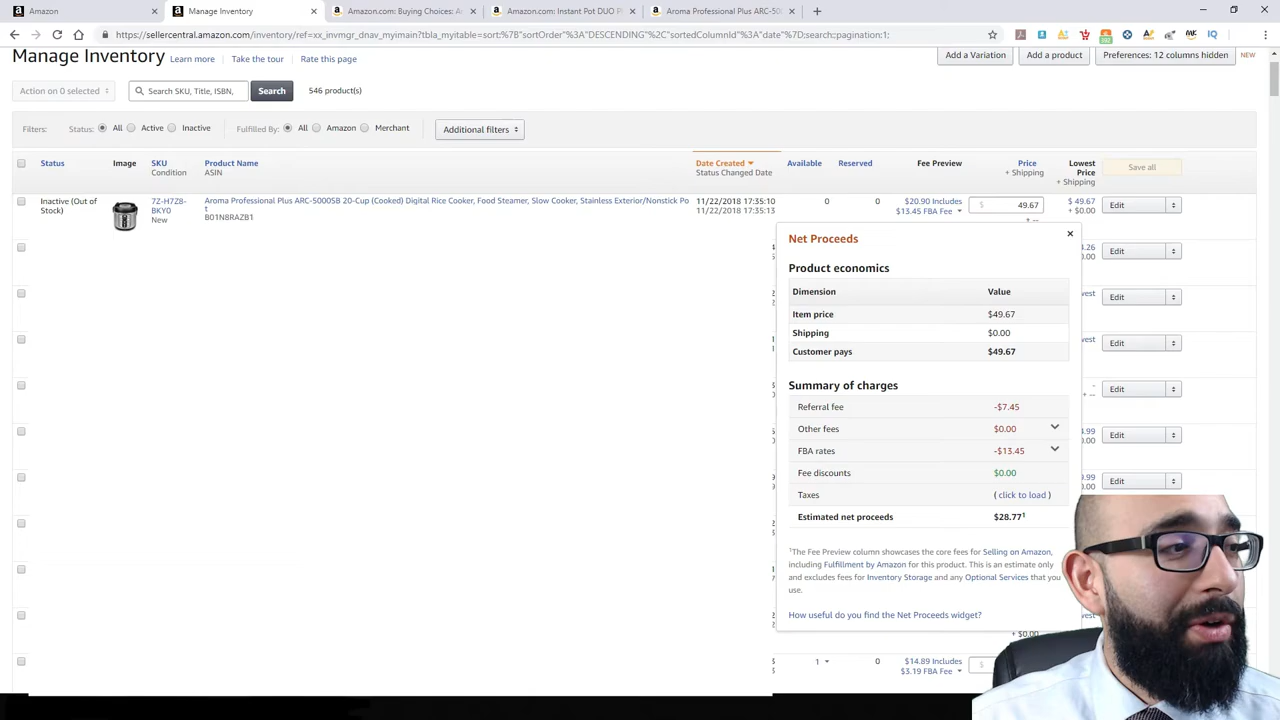 Amazon
Manage Inventory
Amazon.com: Buying Choices: A
Amazon.com: Instant Pot DUO P
Aroma Professional Plus ARC-500
https://sellercentral.amazon.com/inventory/ref=xx_invmgr_dnav_myimain?tbla_myitable=sort:%7B"sortOrder"%3A"DESCENDING"%2C"sortedColumnId"%3A"date"%7D;search:;pagination:1;
Manage Inventory Learn more Take the tour Rate this page
Add a Variation Add a product Preferences: 12 columns hidden NEW
Action on 0 selected Search SKU, Title, ISBN, Search 546 product(s)
Filters: Status: All Active Inactive Fulfilled By: All Amazon Merchant Additional filters
Status Image SKU Product Name Date Created Available Reserved Fee Preview Price Lowest Price Save all
Condition ASIN Status Changed Date + Shipping + Shipping
Inactive (Out of Stock)
7Z-H7Z8-BKY0
New
Aroma Professional Plus ARC-5000SB 20-Cup (Cooked) Digital Rice Cooker, Food Steamer, Slow Cooker, Stainless Exterior/Nonstick Po
t
B01N8RAZB1
11/22/2018 17:35:10
11/22/2018 17:35:13
0 0
$20.90 Includes
$13.45 FBA Fee
$ 49.67
$ 49.67
+ $0.00
Edit
Net Proceeds
Product economics
Dimension Value
Item price $49.67
Shipping $0.00
Customer pays $49.67
Summary of charges
Referral fee -$7.45
Other fees $0.00
FBA rates -$13.45
Fee discounts $0.00
Taxes ( click to load )
Estimated net proceeds $28.77¹
¹The Fee Preview column showcases the core fees for Selling on Amazon,
including Fulfillment by Amazon for this product. This is an estimate only
and excludes fees for Inventory Storage and any Optional Services that you
use.
How useful do you find the Net Proceeds widget?
Edit
Edit
Edit
Edit
Edit
Edit
+ $0.00
1 0
$14.89 Includes
$3.19 FBA Fee
$